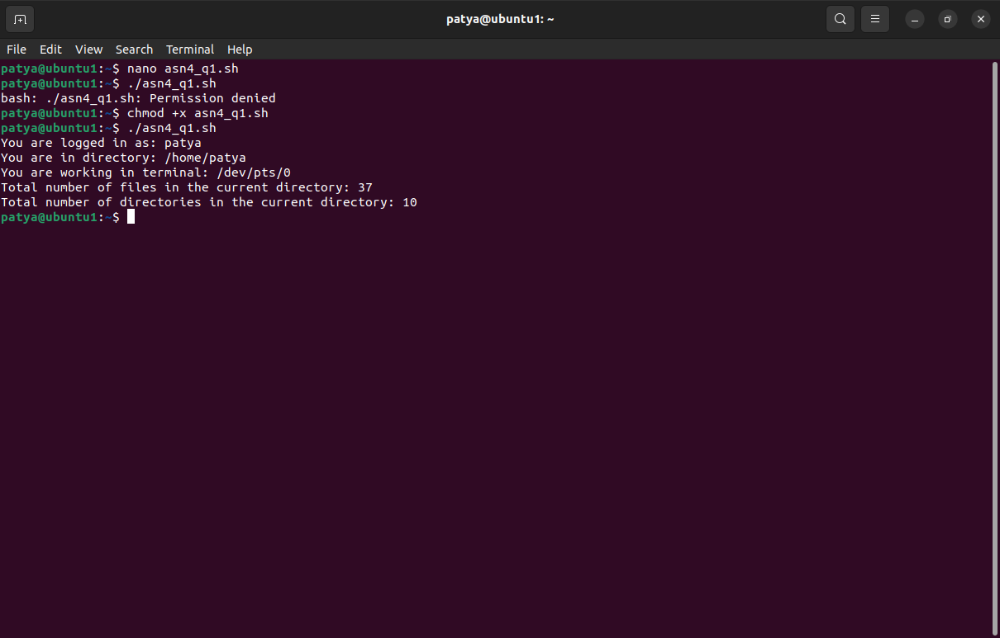 patya@ubuntu1: ~
File Edit View Search Terminal Help
patya@ubuntu1:~$ nano asn4_q1.sh
patya@ubuntu1:~$ ./asn4_q1.sh
bash: ./asn4_q1.sh: Permission denied
patya@ubuntu1:~$ chmod +x asn4_q1.sh
patya@ubuntu1:~$ ./asn4_q1.sh
You are logged in as: patya
You are in directory: /home/patya
You are working in terminal: /dev/pts/0
Total number of files in the current directory: 37
Total number of directories in the current directory: 10
patya@ubuntu1:~$